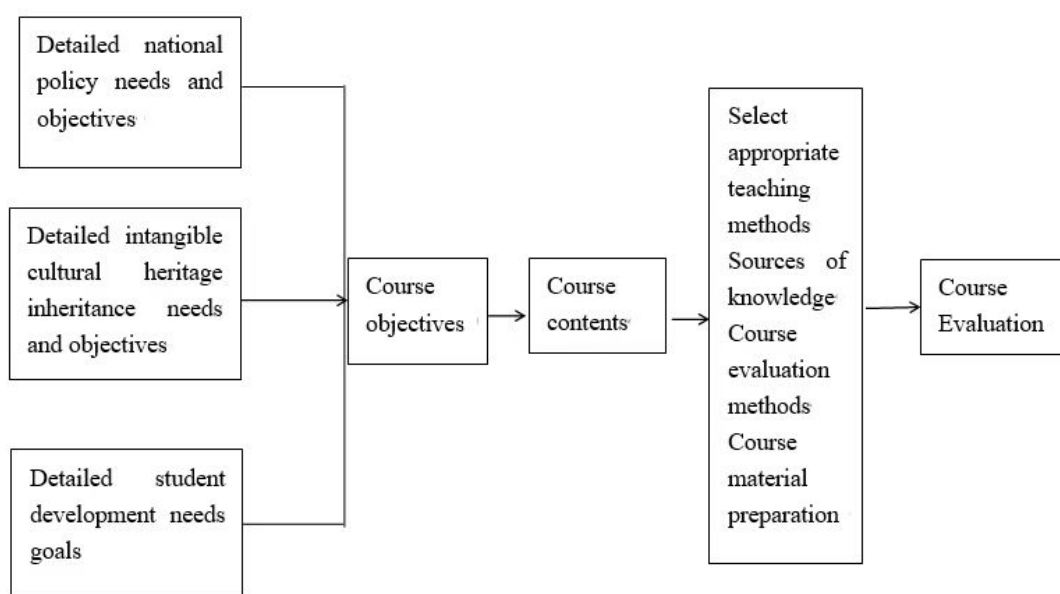 Detailed national
policy needs and
objectives
Detailed intangible
cultural heritage
inheritance needs
and objectives
Detailed student
development needs
goals
Course
objectives
Course
contents
Select
appropriate
teaching
methods
Sources of
knowledge
Course
evaluation
methods
Course
material
preparation
Course
Evaluation